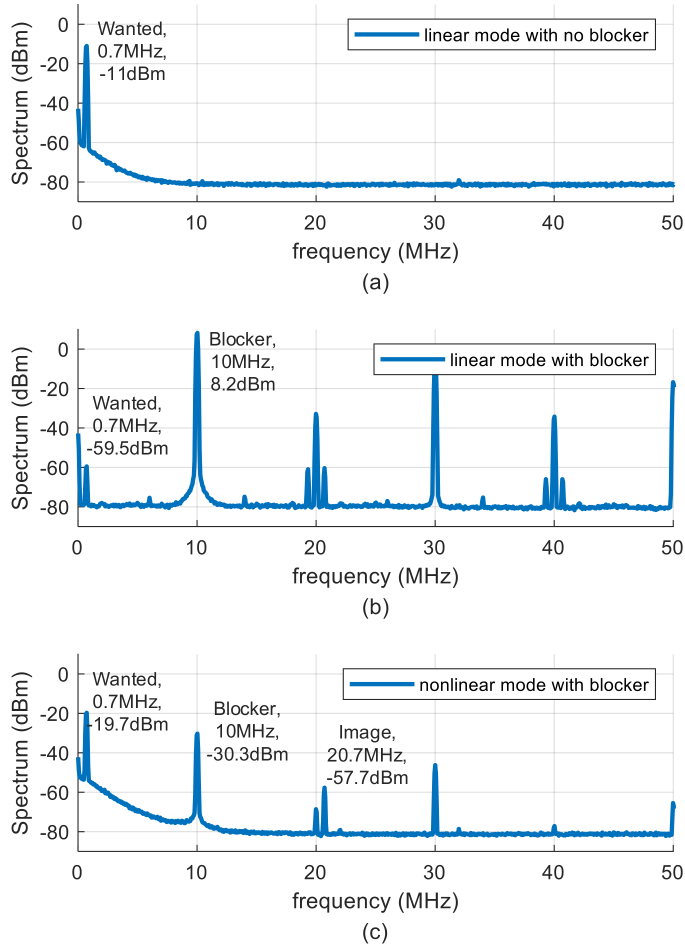 0
-20
-40
-60
-80
Spectrum (dBm)
Wanted,
0.7MHz,
-11dBm
linear mode with no blocker
0 10 20 30 40 50
frequency (MHz)
(a)
0
-20
-40
-60
-80
Spectrum (dBm)
Wanted,
0.7MHz,
-59.5dBm
Blocker,
10MHz,
8.2dBm
linear mode with blocker
0 10 20 30 40 50
frequency (MHz)
(b)
0
-20
-40
-60
-80
Spectrum (dBm)
Wanted,
0.7MHz,
-19.7dBm
Blocker,
10MHz,
-30.3dBm
Image,
20.7MHz,
-57.7dBm
nonlinear mode with blocker
0 10 20 30 40 50
frequency (MHz)
(c)